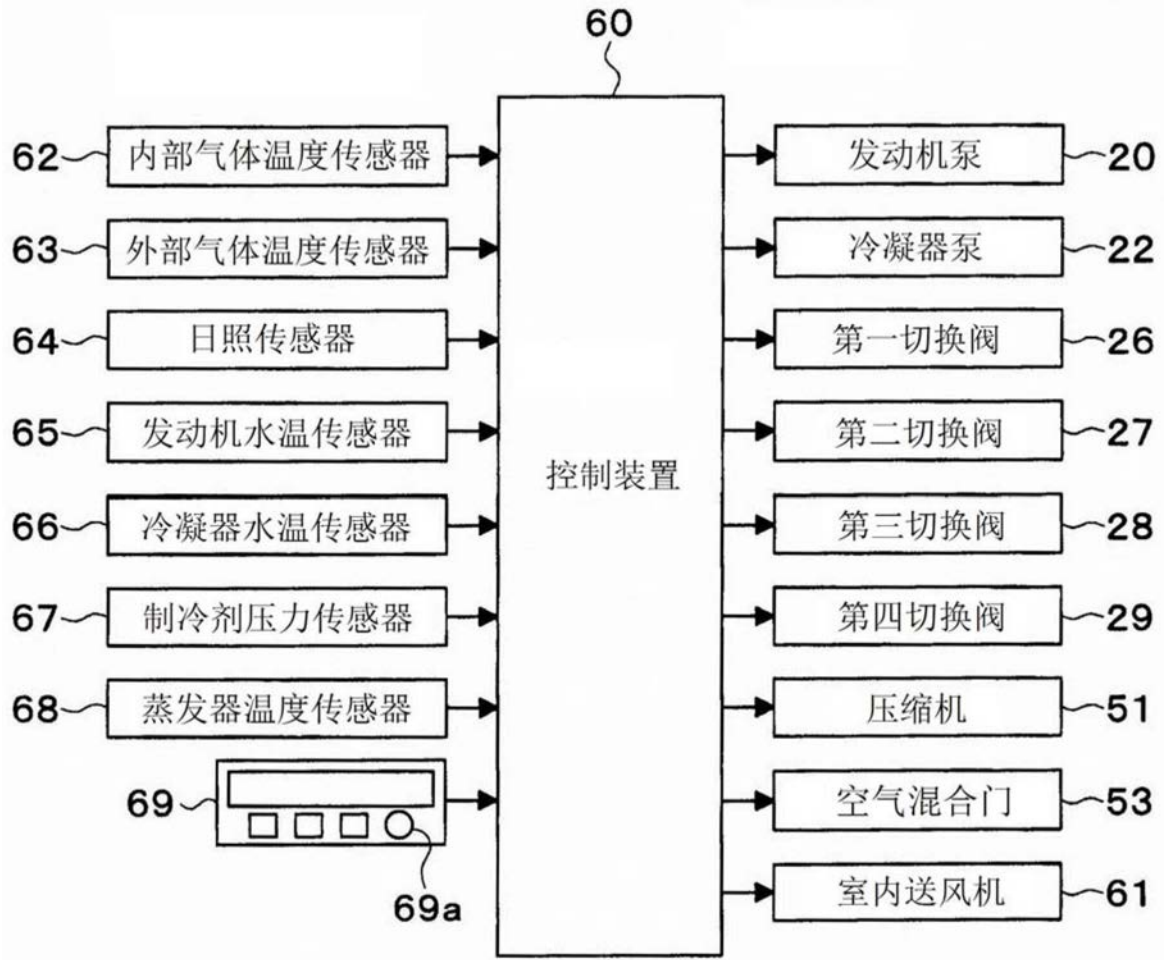 60
62 内部气体温度传感器 发动机泵 20
63 外部气体温度传感器 冷凝器泵 22
64 日照传感器 第一切换阀 26
65 发动机水温传感器 第二切换阀 27
控制装置
66 冷凝器水温传感器 第三切换阀 28
67 制冷剂压力传感器 第四切换阀 29
68 蒸发器温度传感器 压缩机 51
69 空气混合门 53
69a 室内送风机 61